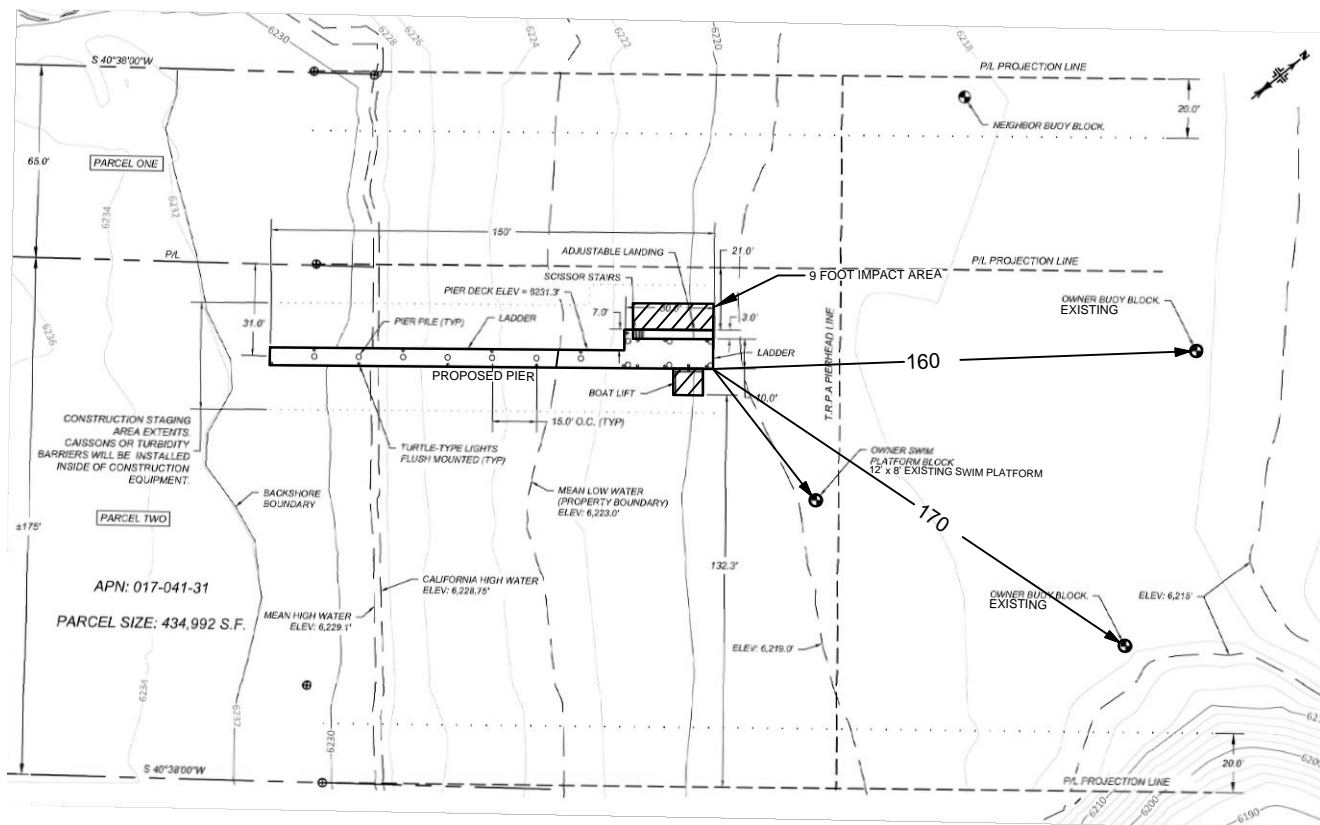 6230
6228
6226
6224
6222
6220
6218
S 40°38'00"W
P/L PROJECTION LINE
20.0'
NEIGHBOR BUOY BLOCK.
65.0'
PARCEL ONE
6234
6232
150'
P/L
ADJUSTABLE LANDING
21.0'
P/L PROJECTION LINE
SCISSOR STAIRS
9 FOOT IMPACT AREA
PIER DECK ELEV = 6231.3'
OWNER BUOY BLOCK.
EXISTING
6236
31.0'
PIER PILE (TYP)
LADDER
7.0'
30.0'
3.0'
T.R.P.A PIERHEAD LINE
LADDER
160
PROPOSED PIER
BOAT LIFT
10.0'
CONSTRUCTION STAGING
AREA EXTENTS.
CAISSONS OR TURBIDITY
BARRIERS WILL BE INSTALLED
INSIDE OF CONSTRUCTION
EQUIPMENT.
15.0' O.C. (TYP)
TURTLE-TYPE LIGHTS
FLUSH MOUNTED (TYP)
OWNER SWIM
PLATFORM BLOCK
12' x 8' EXISTING SWIM PLATFORM
BACKSHORE
BOUNDARY
MEAN LOW WATER
(PROPERTY BOUNDARY)
ELEV: 6,223.0'
170
PARCEL TWO
±175'
132.3'
APN: 017-041-31
CALIFORNIA HIGH WATER
ELEV: 6,228.75'
PARCEL SIZE: 434,992 S.F.
MEAN HIGH WATER
ELEV: 6,229.1'
OWNER BUOY BLOCK.
EXISTING
ELEV: 6,215'
ELEV: 6,219.0'
6234
6232
6230
S 40°38'00"W
20.0'
P/L PROJECTION LINE
6210
6200
6190